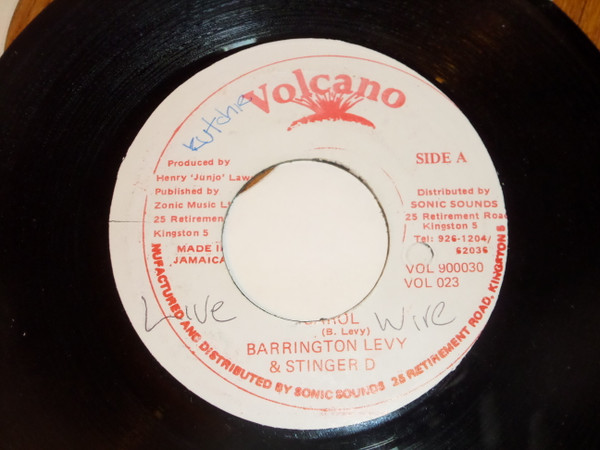 Volcano
Kutchie
SIDE A
Produced by
Henry 'Junjo' Law
Published by
Zonic Music L
25 Retirement
Kingston 5
MADE IN
JAMAICA
Distributed by
SONIC SOUNDS
25 Retirement Road
Kingston 5
Tel: 926-1204/
62036
VOL 900030
VOL 023
Live Wire
(B. Levy)
BARRINGTON LEVY
& STINGER D
NUFACTURED AND DISTRIBUTED BY SONIC SOUNDS 25 RETIREMENT ROAD, KINGSTON 5